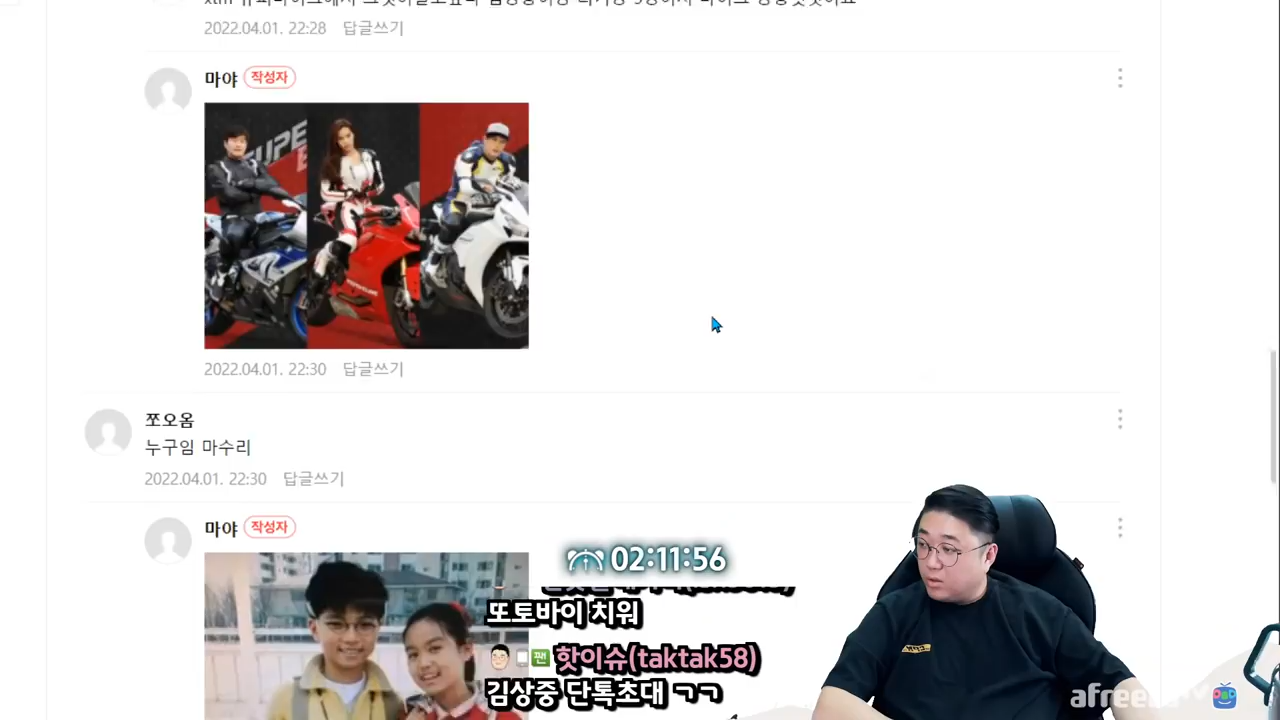 2022.04.01. 22:28 답글쓰기
마야 작성자
SUPE
2022.04.01. 22:30 답글쓰기
쪼오옴
누구임 마수리
2022.04.01. 22:30 답글쓰기
마야 작성자
02:11:56
또토바이 치워
핫이슈(taktak58)
김상중 단톡초대 ㄱㄱ